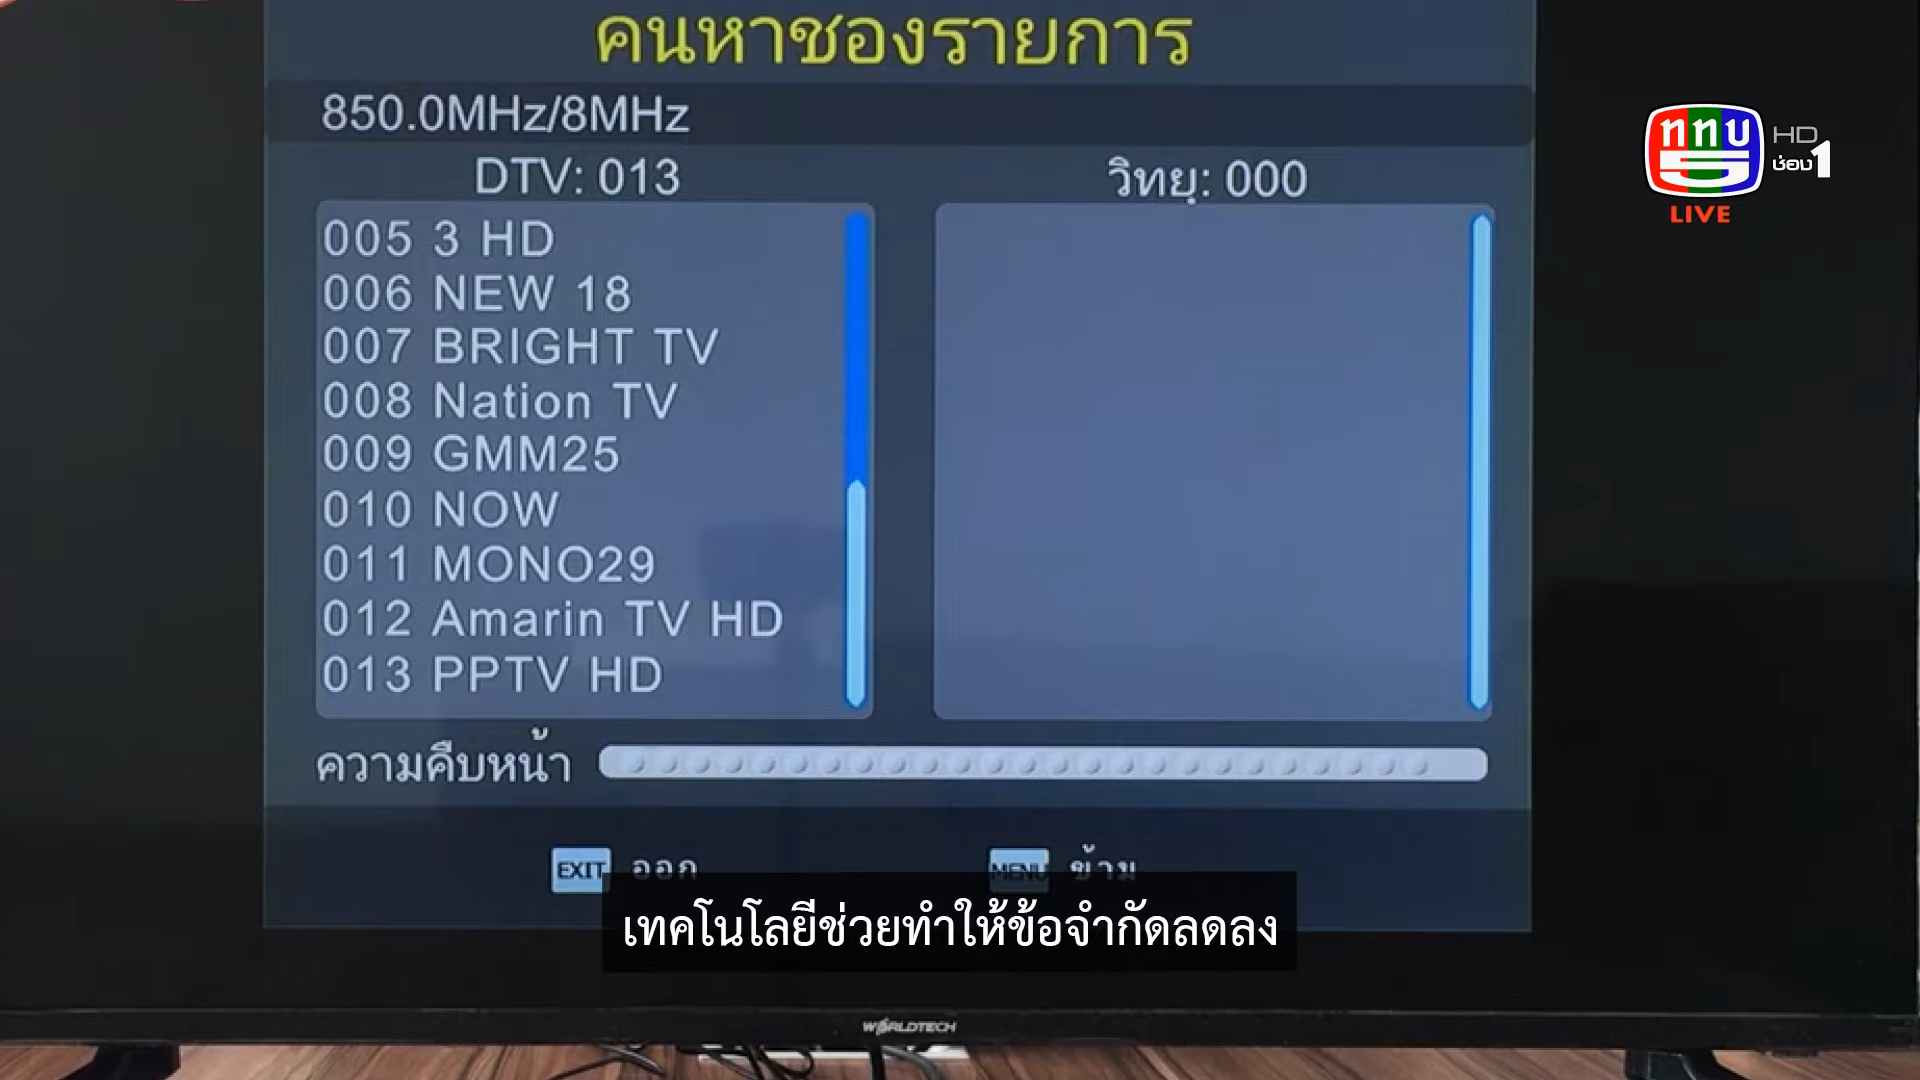 ค้นหาช่องรายการ
850.0MHz/8MHz
DTV: 013
วิทยุ: 000
005 3 HD
006 NEW 18
007 BRIGHT TV
008 Nation TV
009 GMM25
010 NOW
011 MONO29
012 Amarin TV HD
013 PPTV HD
ความคืบหน้า
EXIT ออก
MENU ข้าม
ททบ 5 HD
ช่อง 1
LIVE
เทคโนโลยีช่วยทำให้ข้อจำกัดลดลง
WORLDTECH